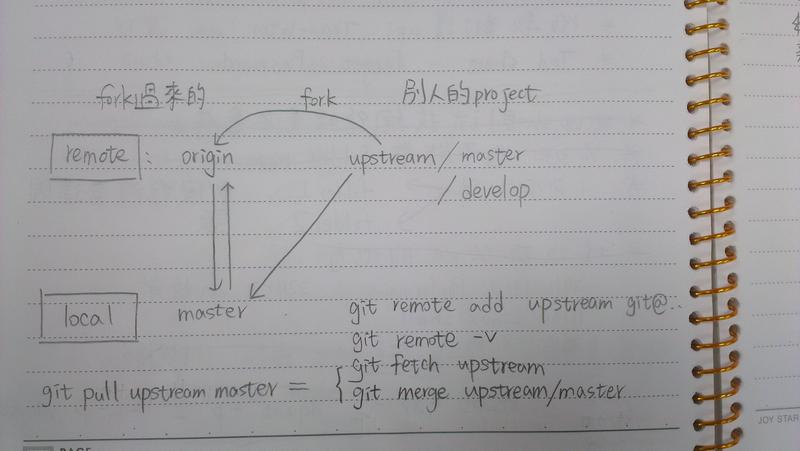 fork過來的 fork 別人的project
remote : origin upstream / master
/ develop
local master git remote add upstream git@...
git remote -v
git fetch upstream
git pull upstream master = { git merge upstream/master
JOY STAR
PAGE